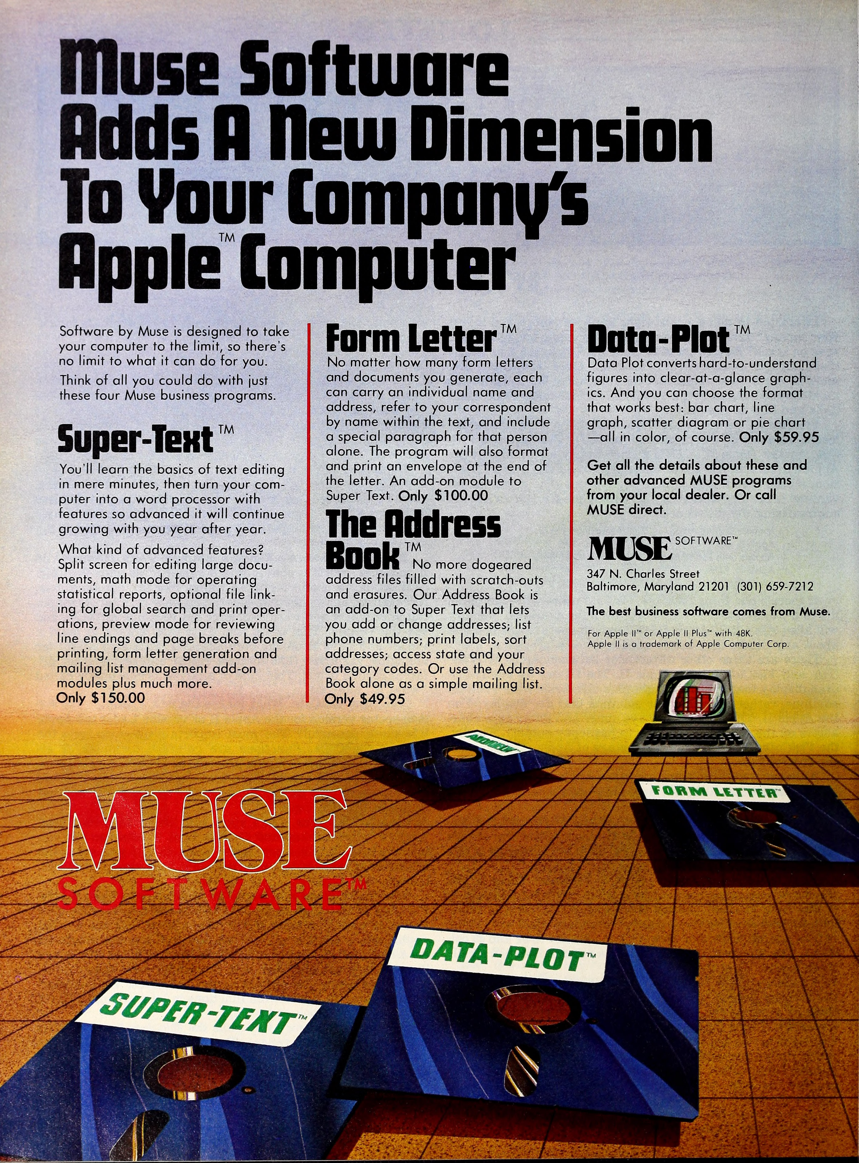 Muse Software
Adds A New Dimension
To Your Company's
Apple™ Computer
Software by Muse is designed to take
your computer to the limit, so there's
no limit to what it can do for you.
Think of all you could do with just
these four Muse business programs.
Super-Text™
You'll learn the basics of text editing
in mere minutes, then turn your com-
puter into a word processor with
features so advanced it will continue
growing with you year after year.
What kind of advanced features?
Split screen for editing large docu-
ments, math mode for operating
statistical reports, optional file link-
ing for global search and print oper-
ations, preview mode for reviewing
line endings and page breaks before
printing, form letter generation and
mailing list management add-on
modules plus much more.
Only $150.00
Form Letter™
No matter how many form letters
and documents you generate, each
can carry an individual name and
address, refer to your correspondent
by name within the text, and include
a special paragraph for that person
alone. The program will also format
and print an envelope at the end of
the letter. An add-on module to
Super Text. Only $100.00
The Address
Book™ No more dogeared
address files filled with scratch-outs
and erasures. Our Address Book is
an add-on to Super Text that lets
you add or change addresses; list
phone numbers; print labels, sort
addresses; access state and your
category codes. Or use the Address
Book alone as a simple mailing list.
Only $49.95
Data-Plot™
Data Plot converts hard-to-understand
figures into clear-at-a-glance graph-
ics. And you can choose the format
that works best: bar chart, line
graph, scatter diagram or pie chart
—all in color, of course. Only $59.95
Get all the details about these and
other advanced MUSE programs
from your local dealer. Or call
MUSE direct.
MUSE SOFTWARE™
347 N. Charles Street
Baltimore, Maryland 21201 (301) 659-7212
The best business software comes from Muse.
For Apple II™ or Apple II Plus™ with 48K.
Apple II is a trademark of Apple Computer Corp.
FORM LETTER™
MUSE
SOFTWARE™
DATA-PLOT™
SUPER-TEXT™